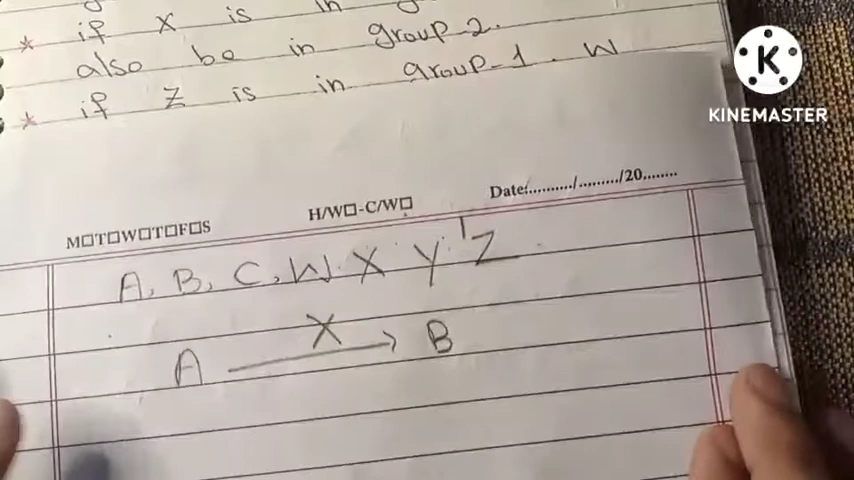 * if X is in
also be in group-2.
* if Z is in group-1. W
KINEMASTER
M□T□W□T□F□S H/W□-C/W□ Date:........../........./20........
A, B, C, W X Y Z
A X → B